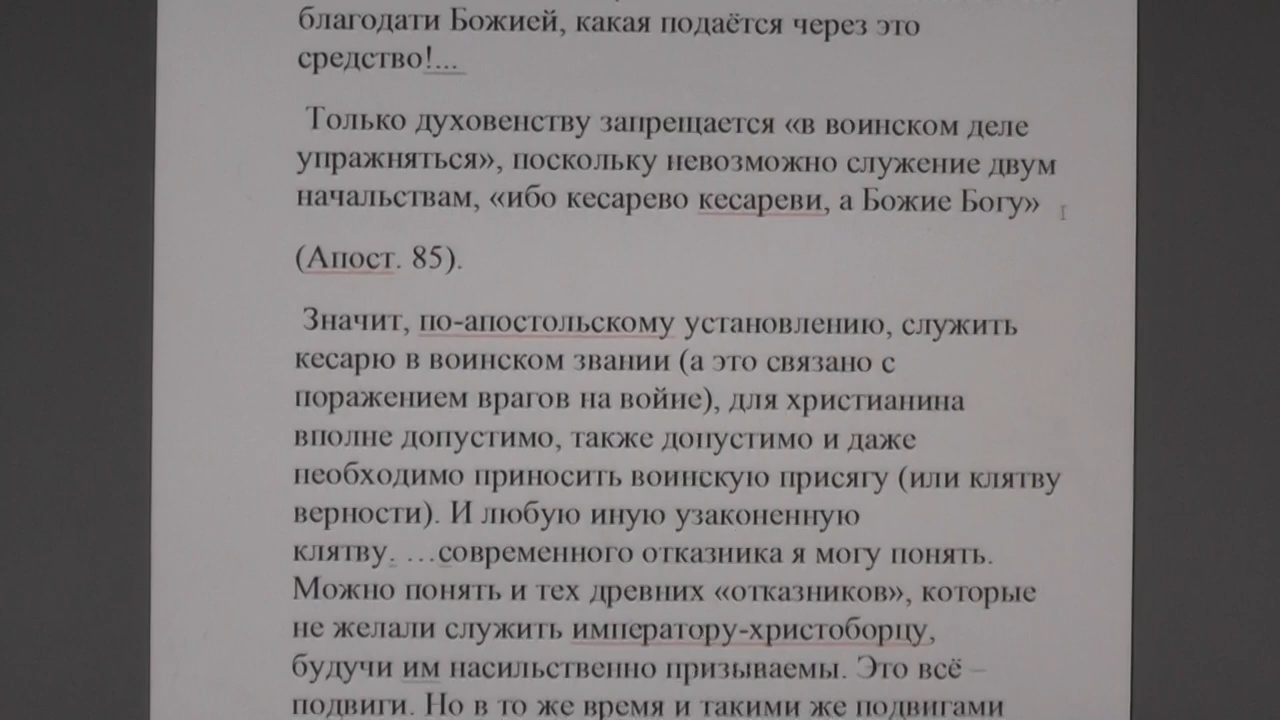 благодати Божией, какая подаётся через это
средство!...
Только духовенству запрещается «в воинском деле
упражняться», поскольку невозможно служение двум
начальствам, «ибо кесарево кесареви, а Божие Богу»
(Апост. 85).
Значит, по-апостольскому установлению, служить
кесарю в воинском звании (а это связано с
поражением врагов на войне), для христианина
вполне допустимо, также допустимо и даже
необходимо приносить воинскую присягу (или клятву
верности). И любую иную узаконенную
клятву. …современного отказника я могу понять.
Можно понять и тех древних «отказников», которые
не желали служить императору-христоборцу,
будучи им насильственно призываемы. Это всё –
подвиги. Но в то же время и такими же подвигами